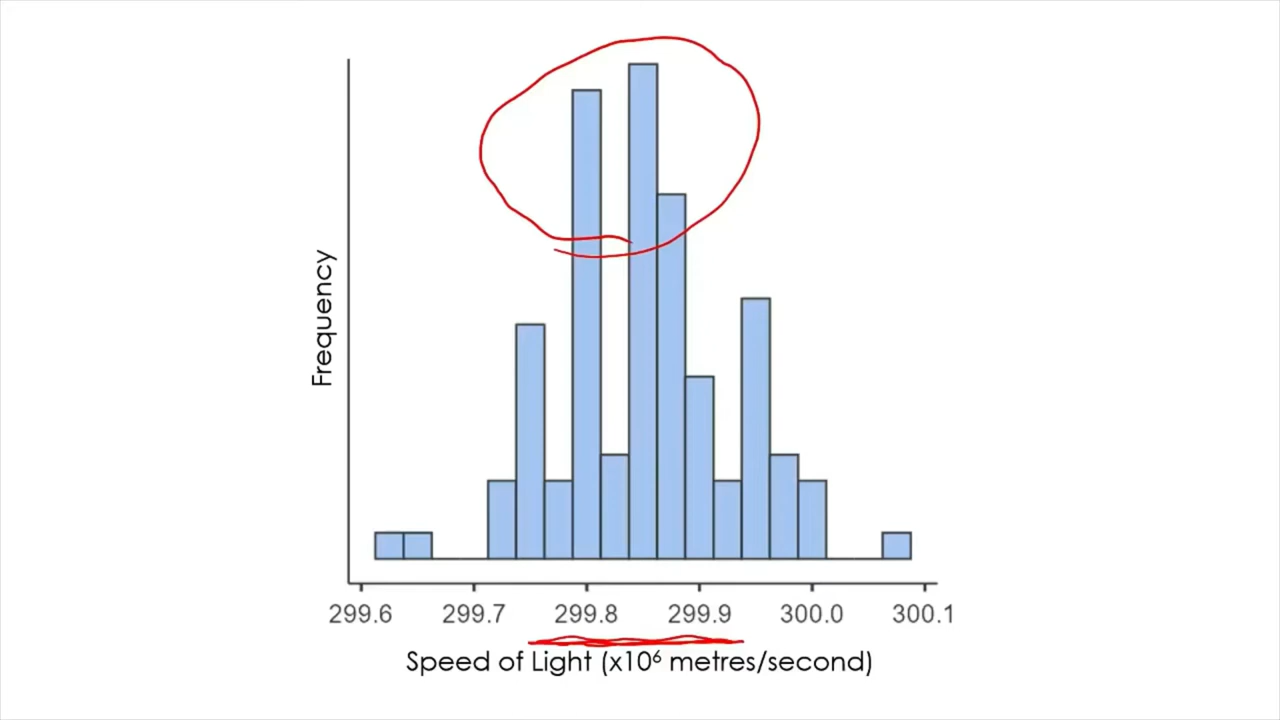 Frequency
299.6 299.7 299.8 299.9 300.0 300.1
Speed of Light (x10⁶ metres/second)